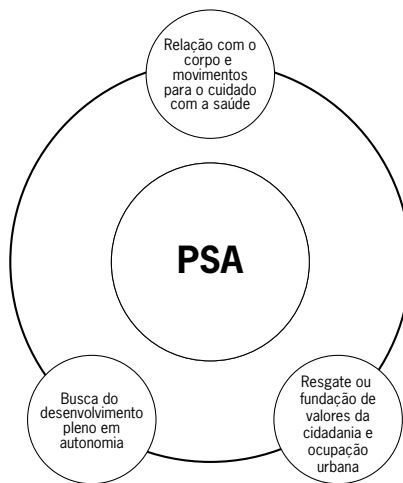 Relação com o
corpo e
movimentos
para o cuidado
com a saúde
PSA
Busca do
desenvolvimento
pleno em
autonomia
Resgate ou
fundação de
valores da
cidadania e
ocupação
urbana